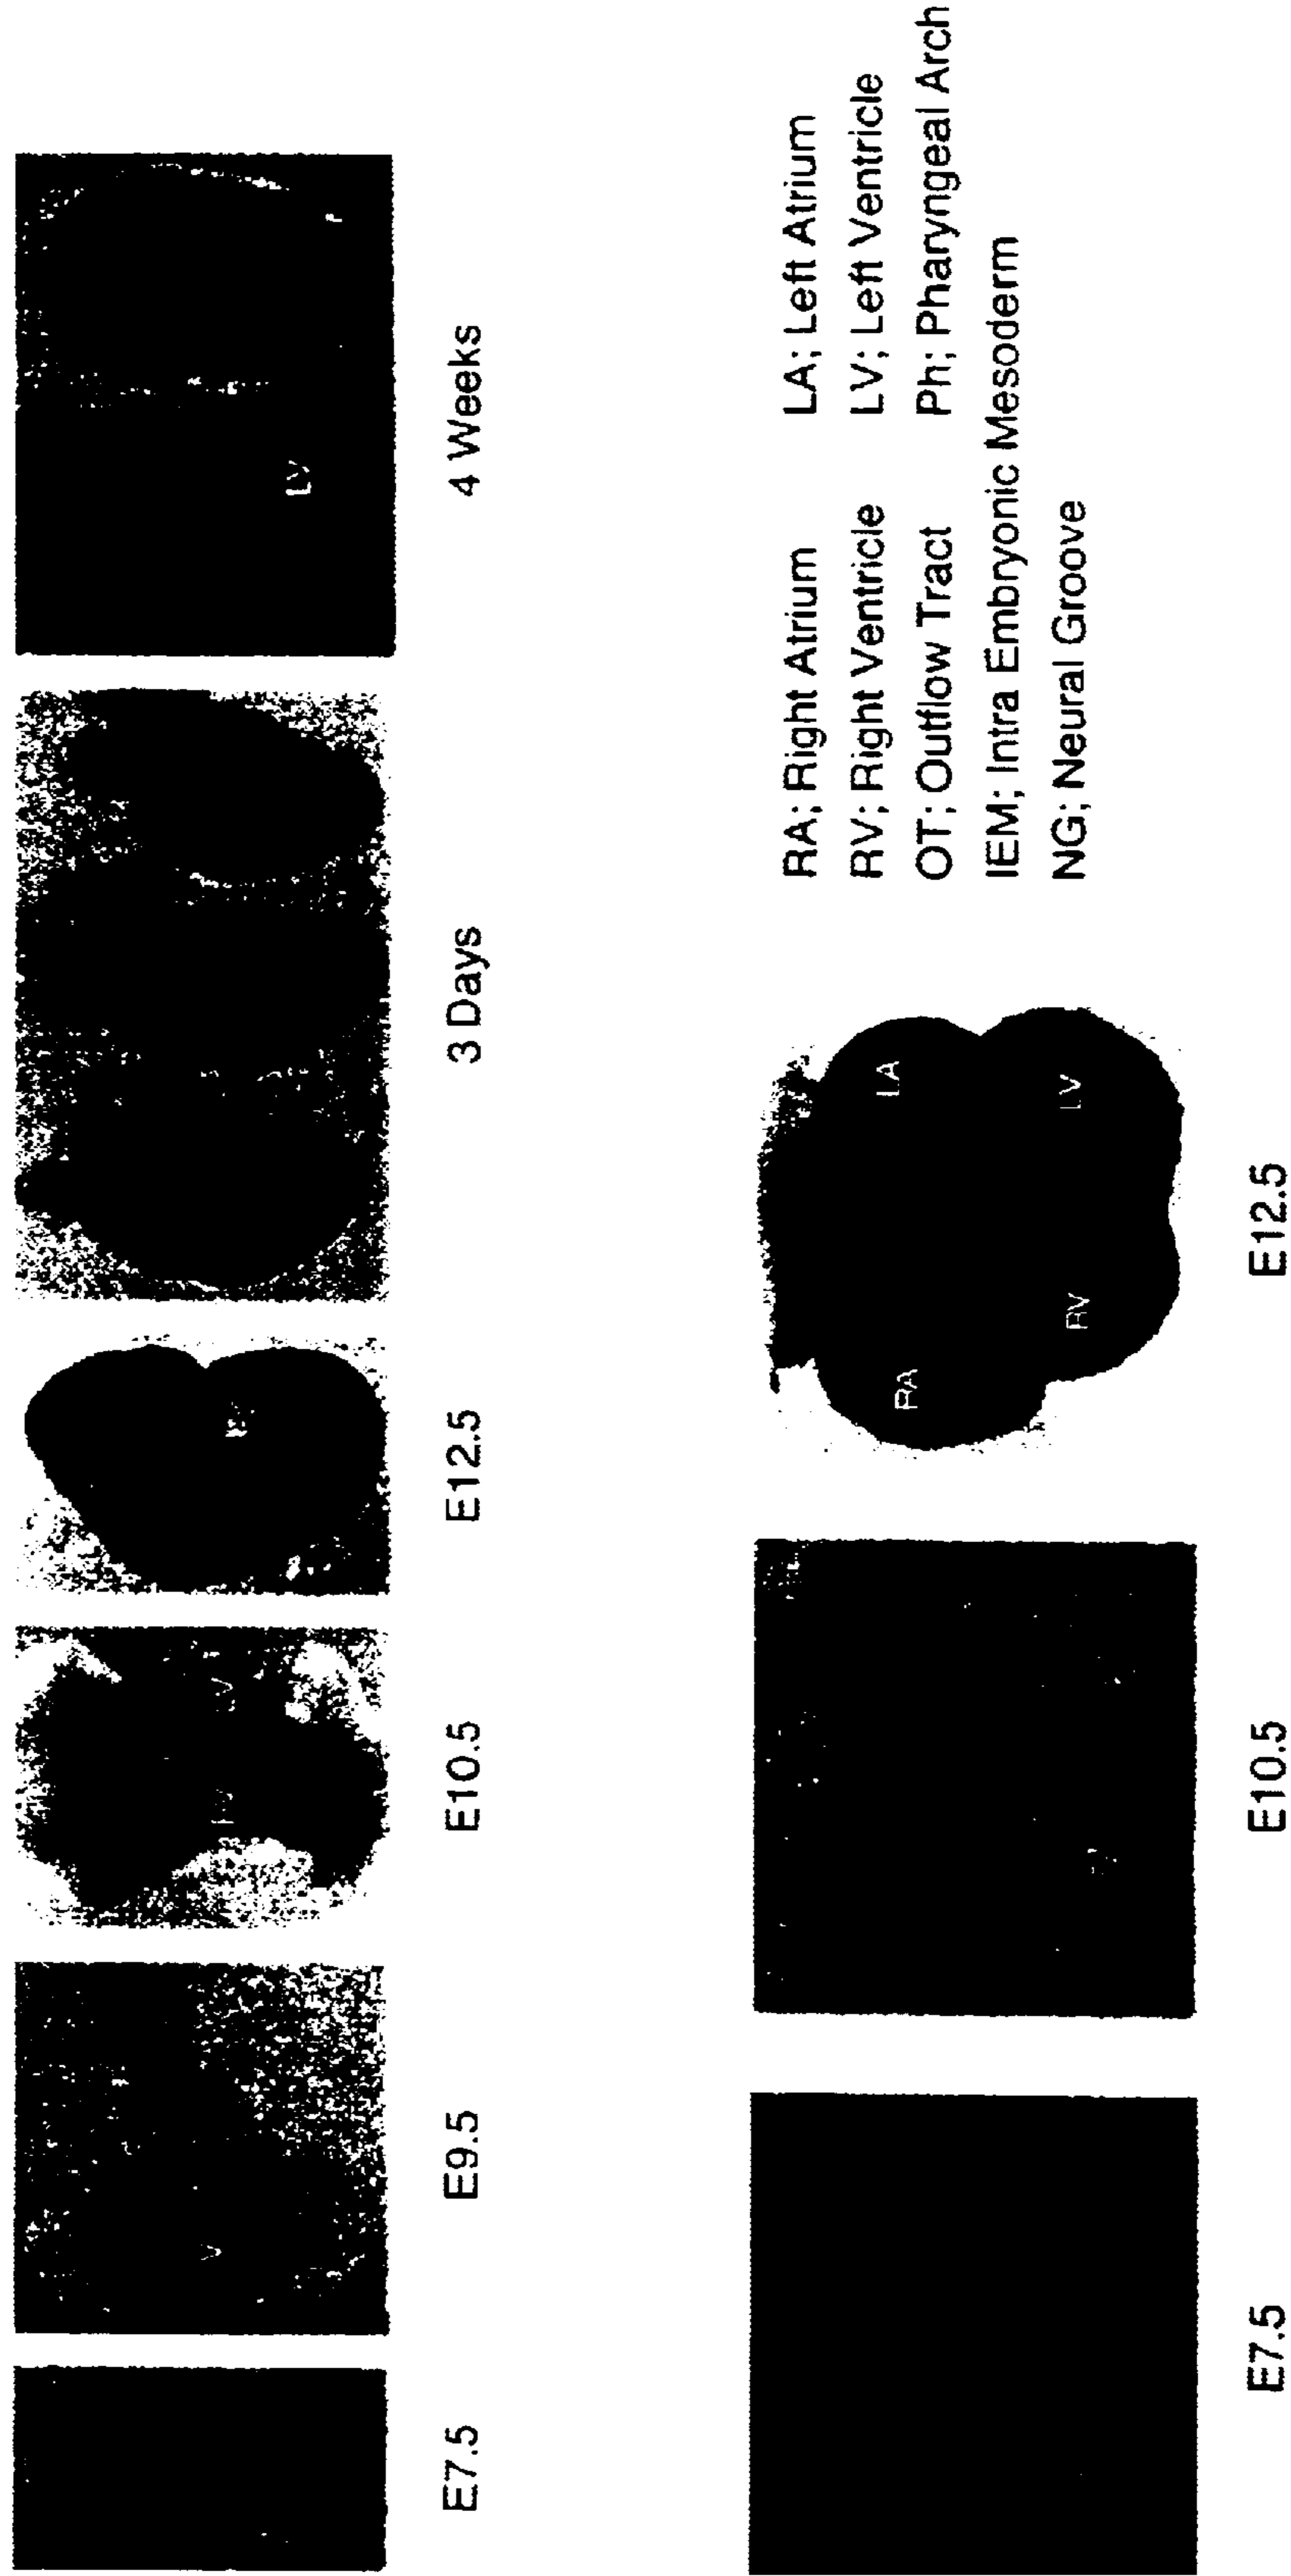 E7.5
E9.5
LV
E10.5
E12.5
3 Days
LV
4 Weeks
E7.5
E10.5
RA
LA
RV
LV
E12.5
RA; Right Atrium LA; Left Atrium
RV; Right Ventricle LV; Left Ventricle
OT; Outflow Tract Ph; Pharyngeal Arch
IEM; Intra Embryonic Mesoderm
NG; Neural Groove